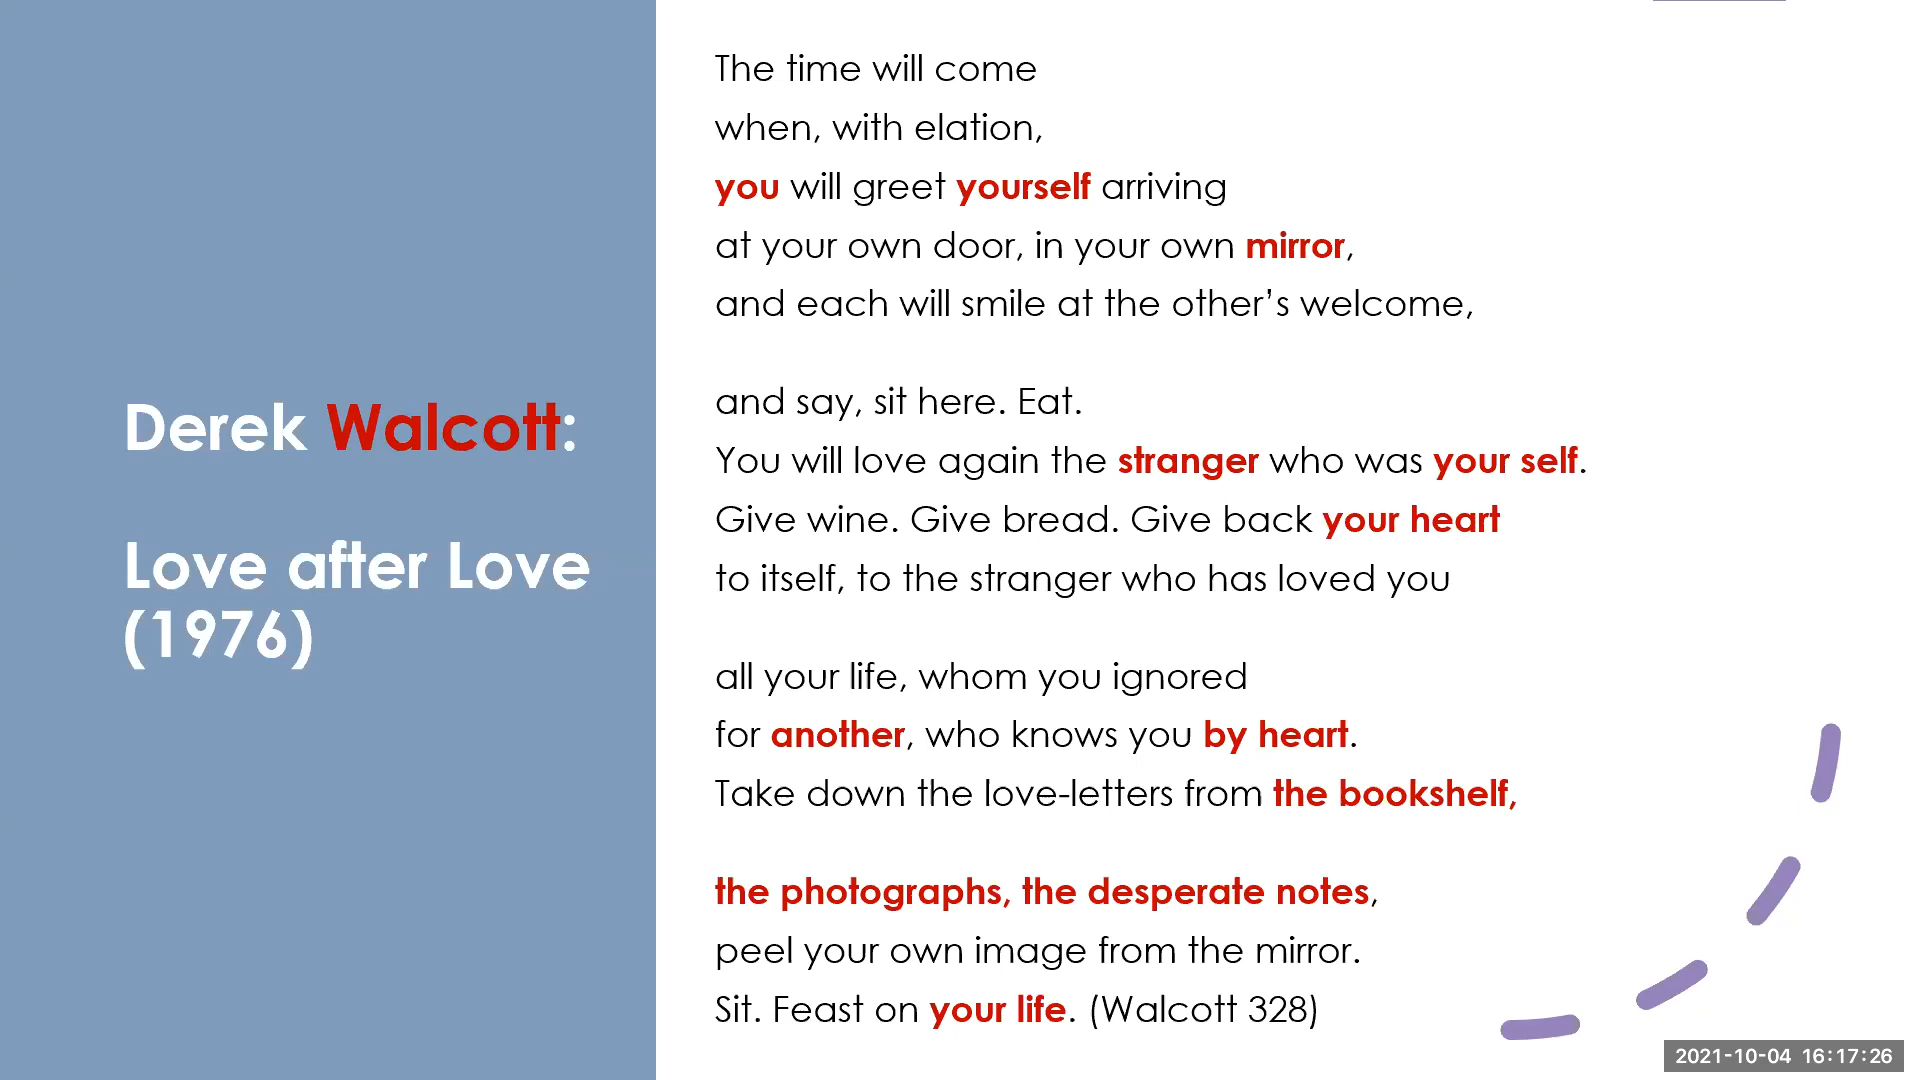 Derek Walcott:
Love after Love
(1976)
The time will come
when, with elation,
you will greet yourself arriving
at your own door, in your own mirror,
and each will smile at the other’s welcome,
and say, sit here. Eat.
You will love again the stranger who was your self.
Give wine. Give bread. Give back your heart
to itself, to the stranger who has loved you
all your life, whom you ignored
for another, who knows you by heart.
Take down the love-letters from the bookshelf,
the photographs, the desperate notes,
peel your own image from the mirror.
Sit. Feast on your life. (Walcott 328)
2021-10-04 16:17:26